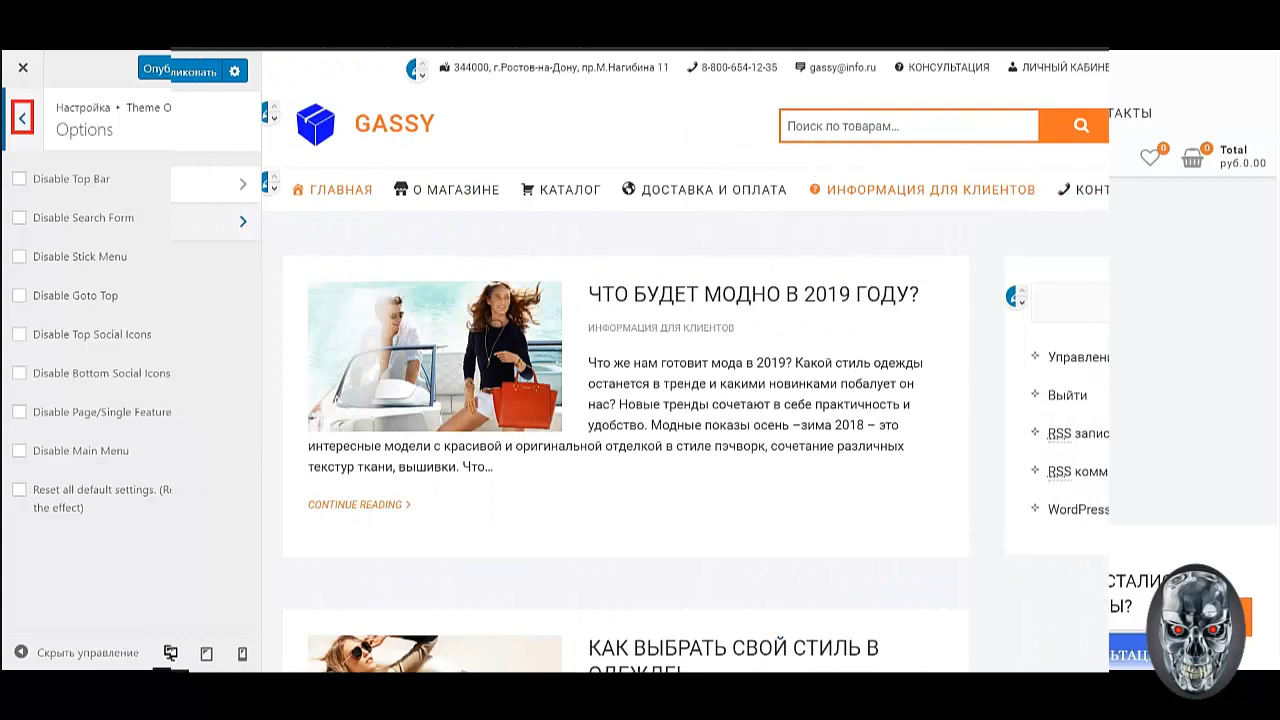 Опубликовать
Настройка ▸ Theme O
Options
Disable Top Bar
Disable Search Form
Disable Stick Menu
Disable Goto Top
Disable Top Social Icons
Disable Bottom Social Icons
Disable Page/Single Feature
Disable Main Menu
Reset all default settings. (Re
the effect)
Скрыть управление
344000, г.Ростов-на-Дону, пр.М.Нагибина 11
8-800-654-12-35
gassy@info.ru
КОНСУЛЬТАЦИЯ
ЛИЧНЫЙ КАБИНЕ
GASSY
Поиск по товарам...
ТАКТЫ
0
0
Total
руб.0.00
ГЛАВНАЯ
О МАГАЗИНЕ
КАТАЛОГ
ДОСТАВКА И ОПЛАТА
ИНФОРМАЦИЯ ДЛЯ КЛИЕНТОВ
КОНТ
ЧТО БУДЕТ МОДНО В 2019 ГОДУ?
ИНФОРМАЦИЯ ДЛЯ КЛИЕНТОВ
Что же нам готовит мода в 2019? Какой стиль одежды
останется в тренде и какими новинками побалует он
нас? Новые тренды сочетают в себе практичность и
удобство. Модные показы осень –зима 2018 – это
интересные модели с красивой и оригинальной отделкой в стиле пэчворк, сочетание различных
текстур ткани, вышивки. Что...
CONTINUE READING
Управлени
Выйти
RSS запис
RSS комм
WordPress
КАК ВЫБРАТЬ СВОЙ СТИЛЬ В
ОДЕЖДЕ!
СТАЛИС
Ы?
ЬТАЦ